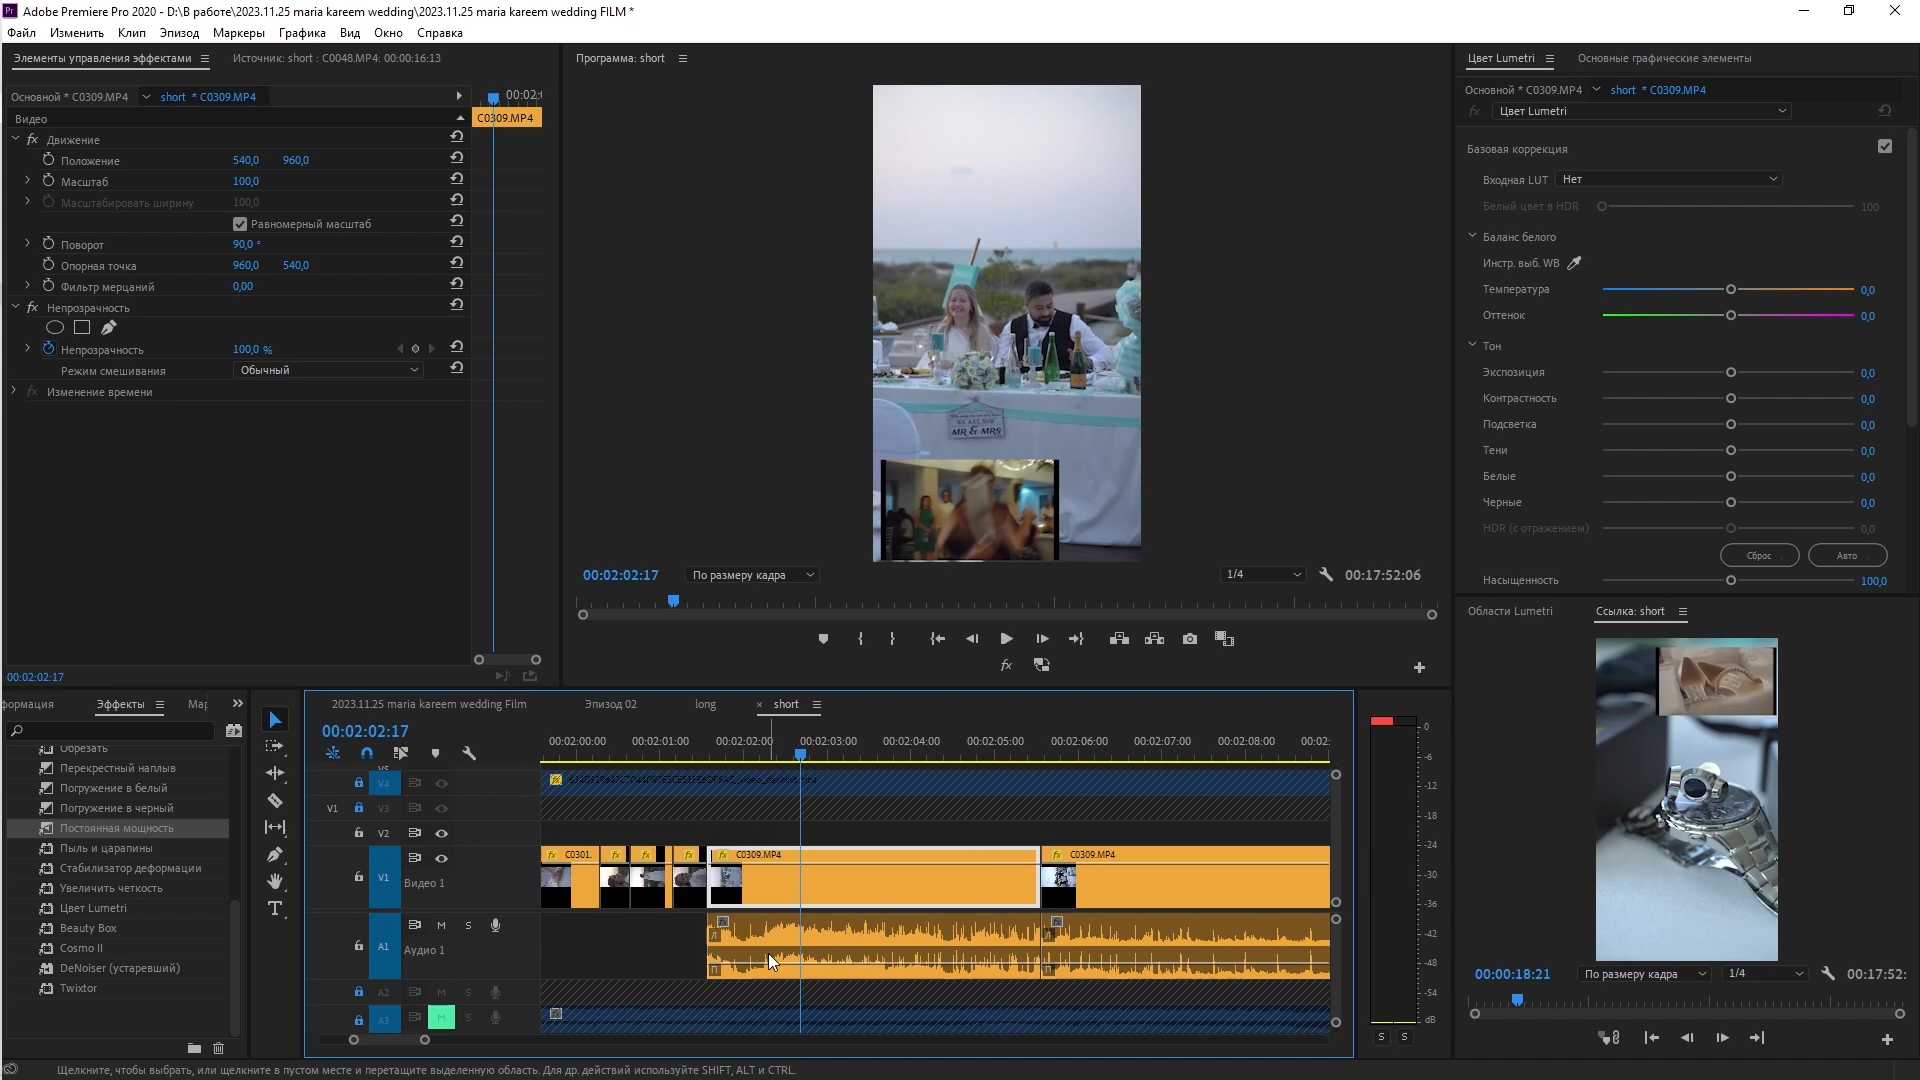 Adobe Premiere Pro 2020 - D:\В работе\2023.11.25 maria kareem wedding\2023.11.25 maria kareem wedding FILM *
Файл Изменить Клип Эпизод Маркеры Графика Вид Окно Справка
Элементы управления эффектами
Источник: short : C0048.MP4: 00:00:16:13
Основной * C0309.MP4
short * C0309.MP4
00:02:
Видео
C0309.MP4
fx Движение
Положение 540,0 960,0
Масштаб 100,0
Масштабировать ширину 100,0
Равномерный масштаб
Поворот 90,0 °
Опорная точка 960,0 540,0
Фильтр мерцаний 0,00
fx Непрозрачность
Непрозрачность 100,0 %
Режим смешивания Обычный
fx Изменение времени
00:02:02:17
Программа: short
MR & MRS
00:02:02:17
По размеру кадра
1/4
00:17:52:06
fx
Цвет Lumetri
Основные графические элементы
Основной * C0309.MP4
short * C0309.MP4
fx Цвет Lumetri
Базовая коррекция
Входная LUT Нет
Белый цвет в HDR 100
Баланс белого
Инстр. выб. WB
Температура 0,0
Оттенок 0,0
Тон
Экспозиция 0,0
Контрастность 0,0
Подсветка 0,0
Тени 0,0
Белые 0,0
Черные 0,0
HDR (с отражением) 0,0
Сброс Авто
Насыщенность 100,0
Области Lumetri
Ссылка: short
00:00:18:21
По размеру кадра
1/4
00:17:52:
формация Эффекты Мар
Обрезать
Перекрестный наплыв
Погружение в белый
Погружение в черный
Постоянная мощность
Пыль и царапины
Стабилизатор деформации
Увеличить четкость
Цвет Lumetri
Beauty Box
Cosmo II
DeNoiser (устаревший)
Twixtor
2023.11.25 maria kareem wedding Film
Эпизод 02
long
× short
00:02:02:17
00:02:00:00 00:02:01:00 00:02:02:00 00:02:03:00 00:02:04:00 00:02:05:00 00:02:06:00 00:02:07:00 00:02:08:00 00:02:
V5
V4
V1 V3
V2
V1 Видео 1
fx C0301.
fx C0309.MP4
fx C0309.MP4
A1 M S
Аудио 1
Л
П
Л
П
A2 M S
A3 M S
0
-6
-12
-18
-24
-30
-36
-42
-48
-54
dB
S S
Щелкните, чтобы выбрать, или щелкните в пустом месте и перетащите выделенную область. Для др. действий используйте SHIFT, ALT и CTRL.